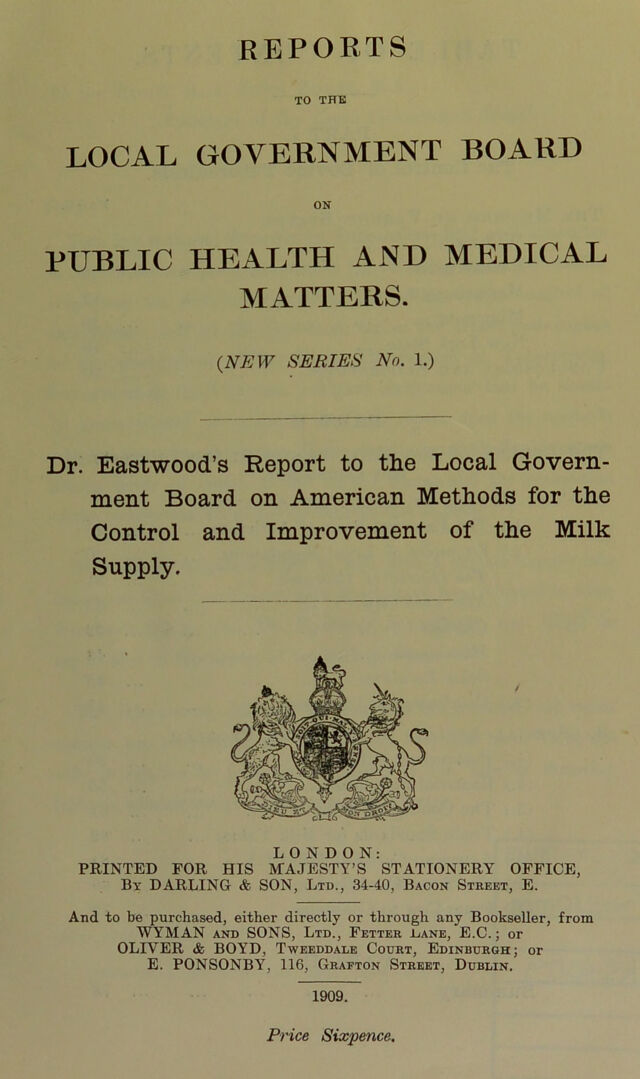 REPORTS
TO THE
LOCAL GOVERNMENT BOARD
ON
PUBLIC HEALTH AND MEDICAL
MATTERS.
(NEW SERIES No. 1.)
Dr. Eastwood's Report to the Local Govern-
ment Board on American Methods for the
Control and Improvement of the Milk
Supply.
DIEU ET MON DROIT
LONDON:
PRINTED FOR HIS MAJESTY'S STATIONERY OFFICE,
By DARLING & SON, Ltd., 34-40, Bacon Street, E.
And to be purchased, either directly or through any Bookseller, from
WYMAN and SONS, Ltd., Fetter Lane, E.C.; or
OLIVER & BOYD, Tweeddale Court, Edinburgh; or
E. PONSONBY, 116, Grafton Street, Dublin.
1909.
Price Sixpence.